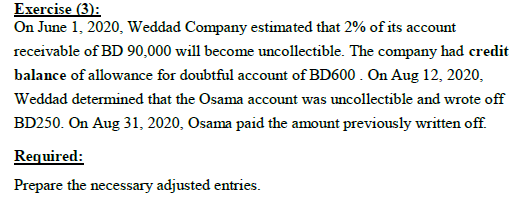 Exercise (3):
On June 1, 2020, Weddad Company estimated that 2% of its account
receivable of BD 90,000 will become uncollectible. The company had credit
balance of allowance for doubtful account of BD600 . On Aug 12, 2020,
Weddad determined that the Osama account was uncollectible and wrote off
BD250. On Aug 31, 2020, Osama paid the amount previously written off.
Required:
Prepare the necessary adjusted entries.